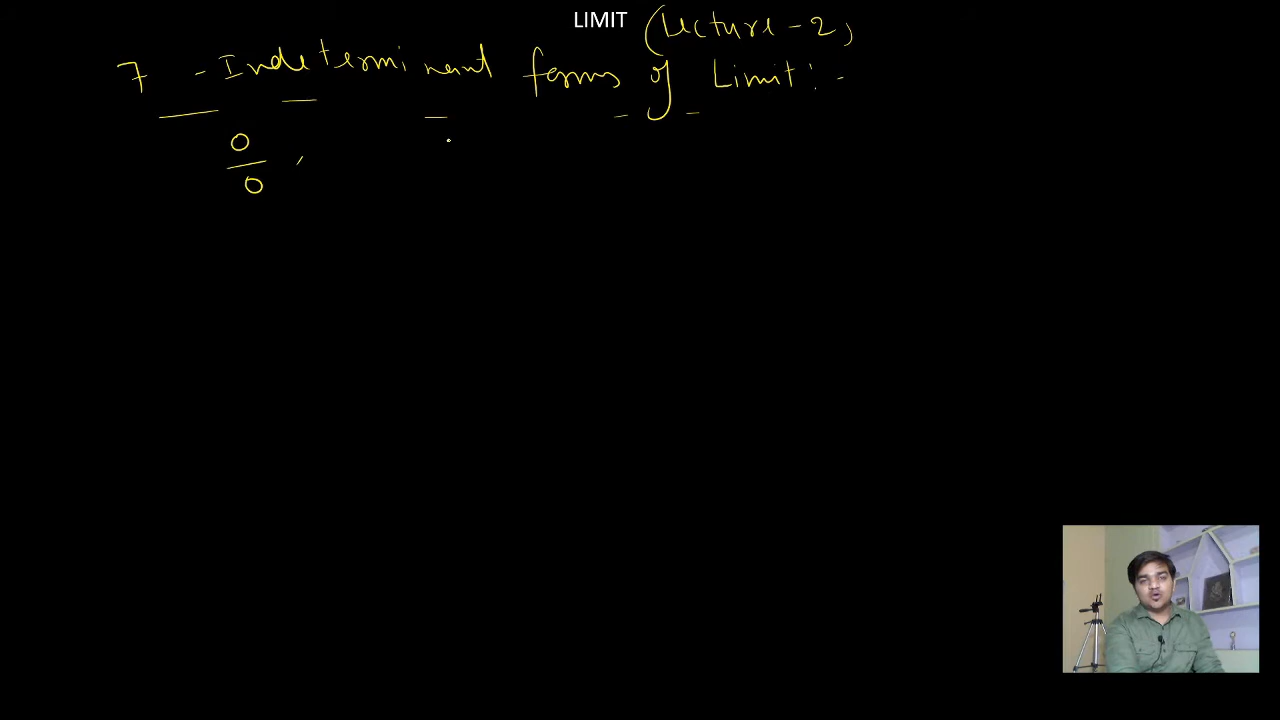 LIMIT (Lecture-2)
7 - Indeterminant forms of Limit:-
0/0,